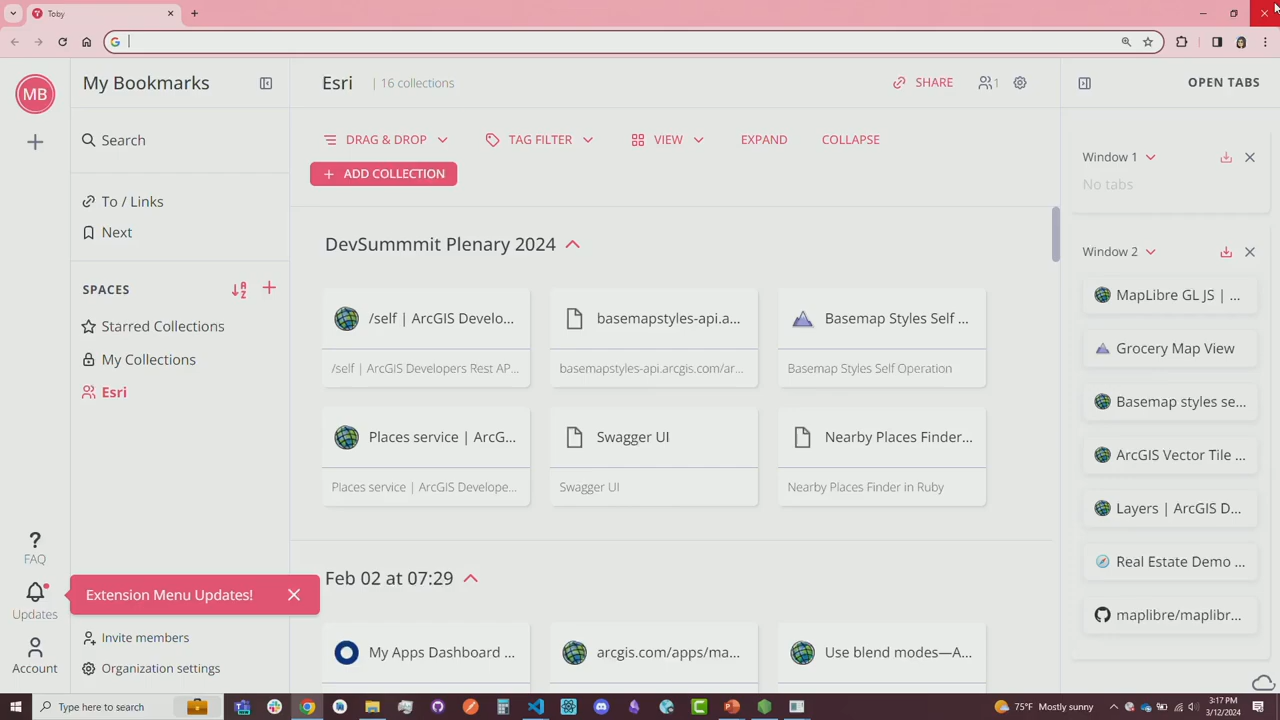 Toby
MB
My Bookmarks
Search
To / Links
Next
SPACES
Starred Collections
My Collections
Esri
FAQ
Updates
Account
Extension Menu Updates!
Invite members
Organization settings
Esri | 16 collections
SHARE
1
DRAG & DROP
TAG FILTER
VIEW
EXPAND
COLLAPSE
ADD COLLECTION
DevSummmit Plenary 2024
/self | ArcGIS Develo...
/self | ArcGIS Developers Rest AP...
basemapstyles-api.a...
basemapstyles-api.arcgis.com/ar...
Basemap Styles Self ...
Basemap Styles Self Operation
Places service | ArcG...
Places service | ArcGIS Develope...
Swagger UI
Swagger UI
Nearby Places Finder...
Nearby Places Finder in Ruby
Feb 02 at 07:29
My Apps Dashboard ...
arcgis.com/apps/ma...
Use blend modes—A...
OPEN TABS
Window 1
No tabs
Window 2
MapLibre GL JS | ...
Grocery Map View
Basemap styles se...
ArcGIS Vector Tile ...
Layers | ArcGIS D...
Real Estate Demo ...
maplibre/maplibr...
Type here to search
75°F Mostly sunny
3:17 PM
3/12/2024